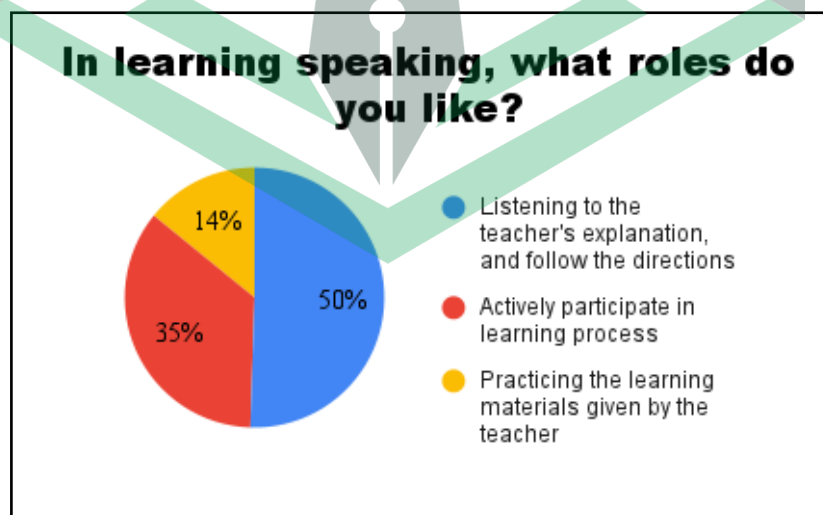 In learning speaking, what roles do
you like?
14%
50%
35%
Listening to the
teacher's explanation,
and follow the directions
Actively participate in
learning process
Practicing the learning
materials given by the
teacher